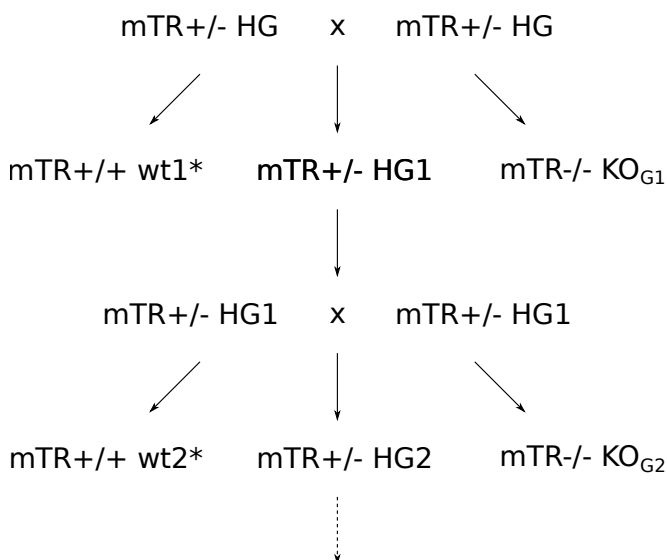 mTR+/- HG x mTR+/- HG
mTR+/+ wt1* mTR+/- HG1 mTR-/- KOG1
mTR+/- HG1 x mTR+/- HG1
mTR+/+ wt2* mTR+/- HG2 mTR-/- KOG2